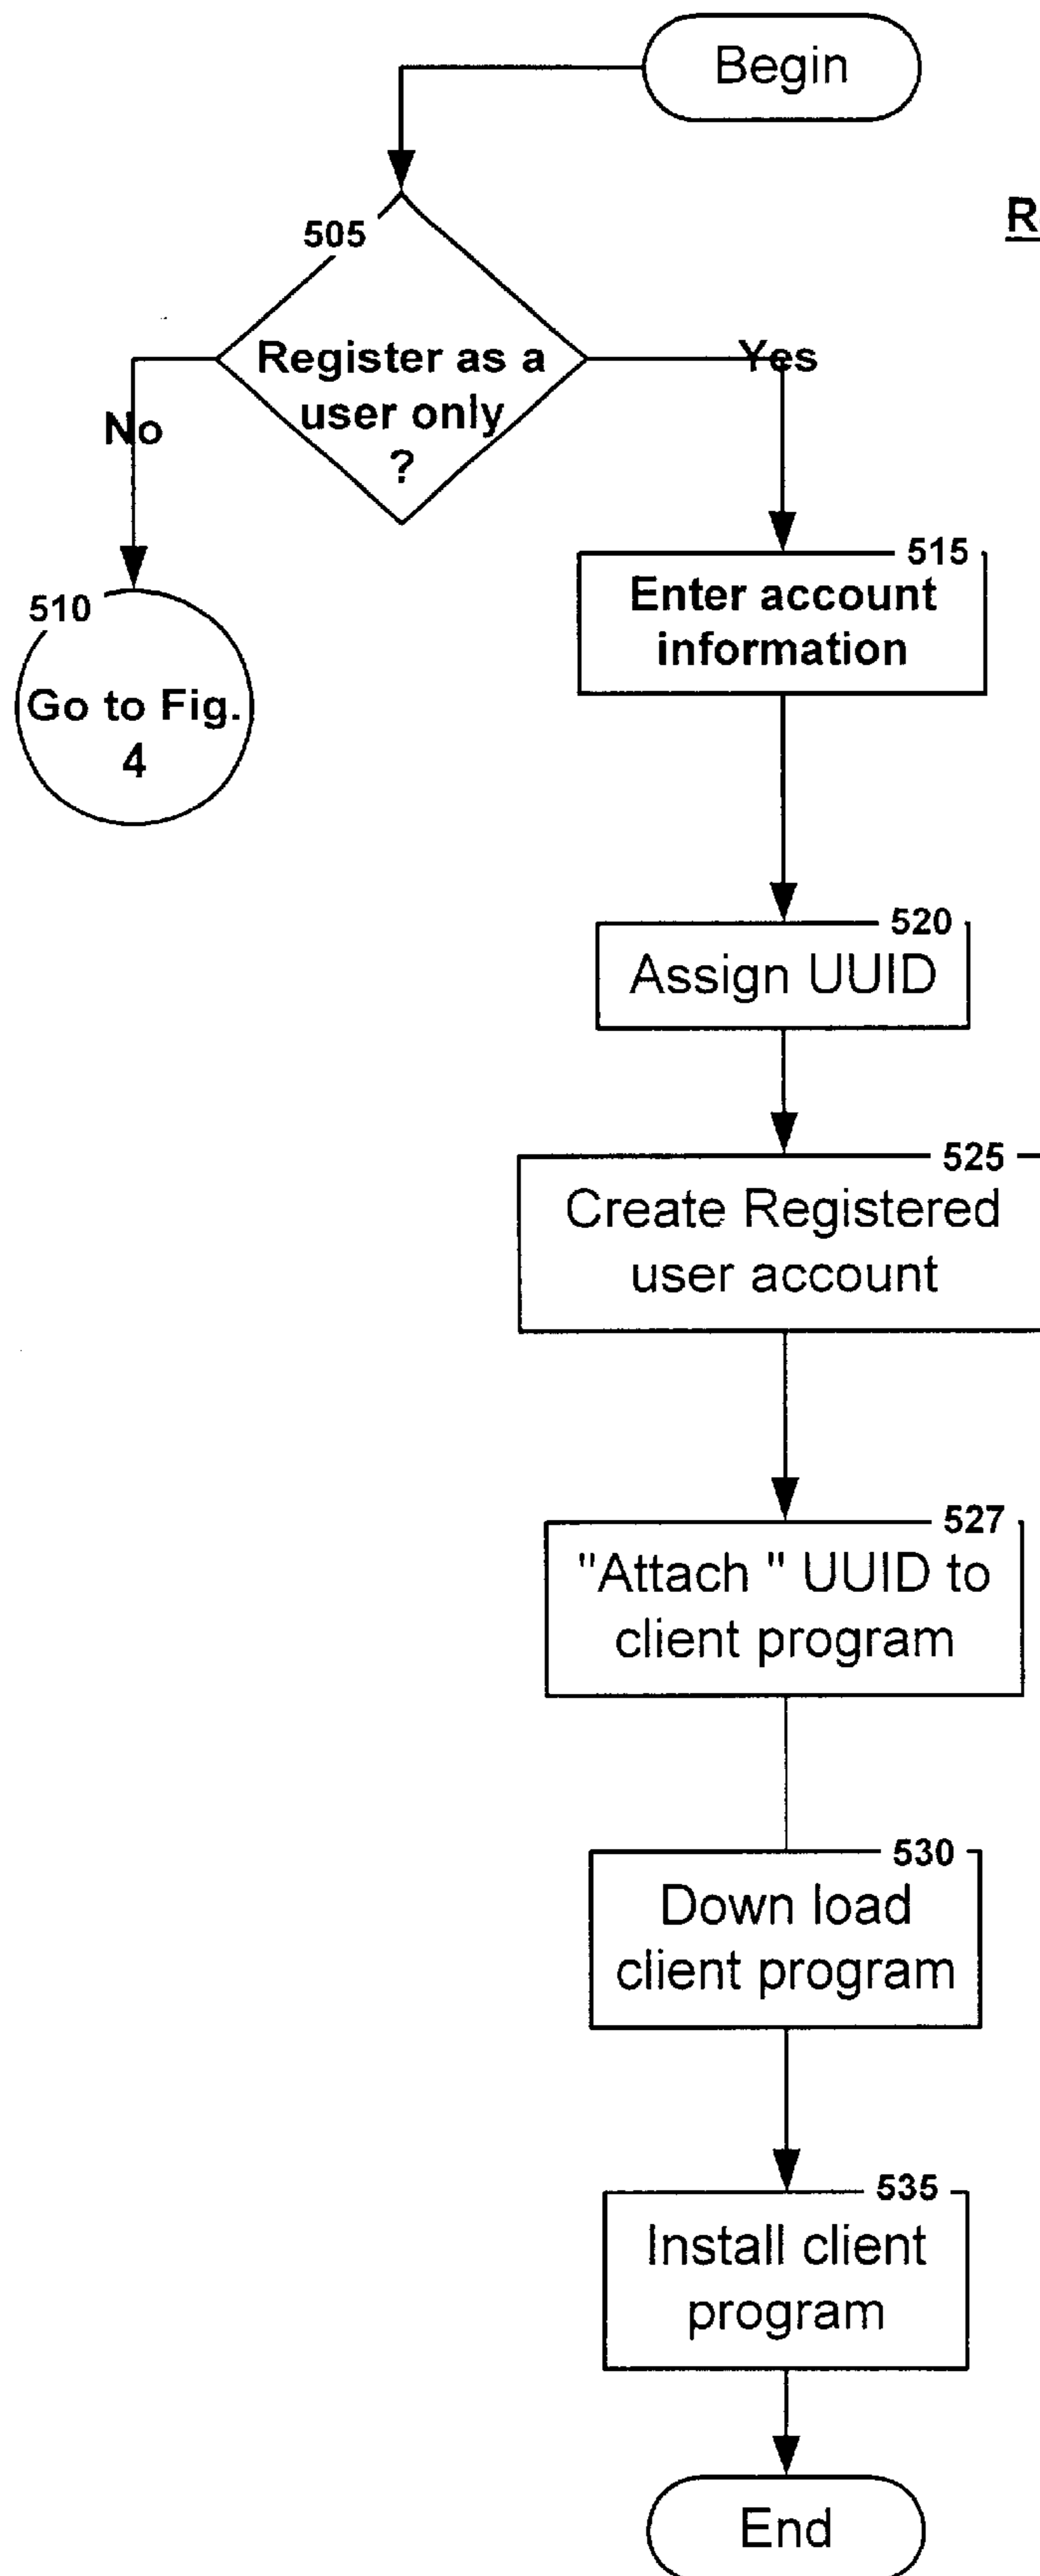 Begin
505
Register as a
user only
?
Yes
No
510
Go to Fig.
4
515
Enter account
information
520
Assign UUID
525
Create Registered
user account
527
"Attach " UUID to
client program
530
Down load
client program
535
Install client
program
End